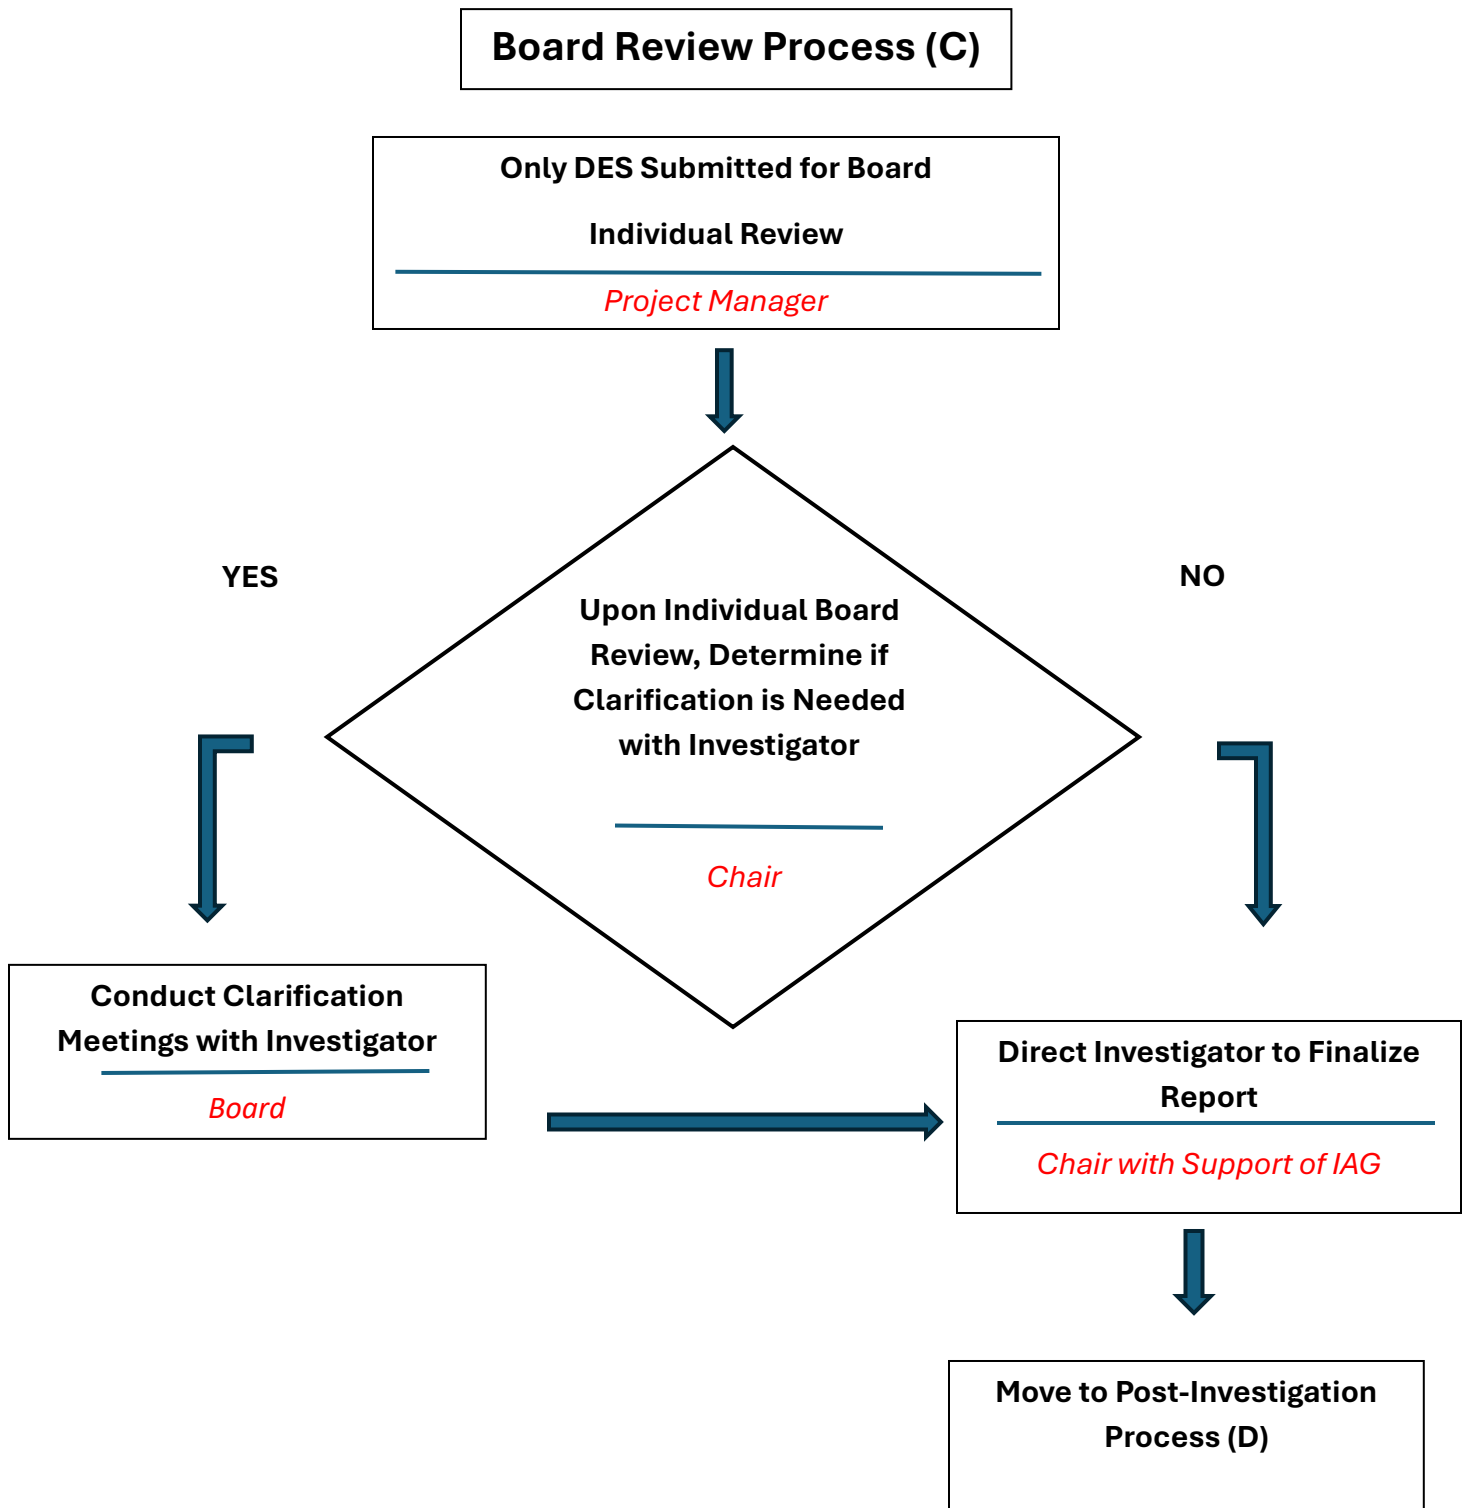 Board Review Process (C)
Only DES Submitted for Board
Individual Review
Project Manager
YES
NO
Upon Individual Board
Review, Determine if
Clarification is Needed
with Investigator
Chair
Conduct Clarification
Meetings with Investigator
Board
Direct Investigator to Finalize
Report
Chair with Support of IAG
Move to Post-Investigation
Process (D)